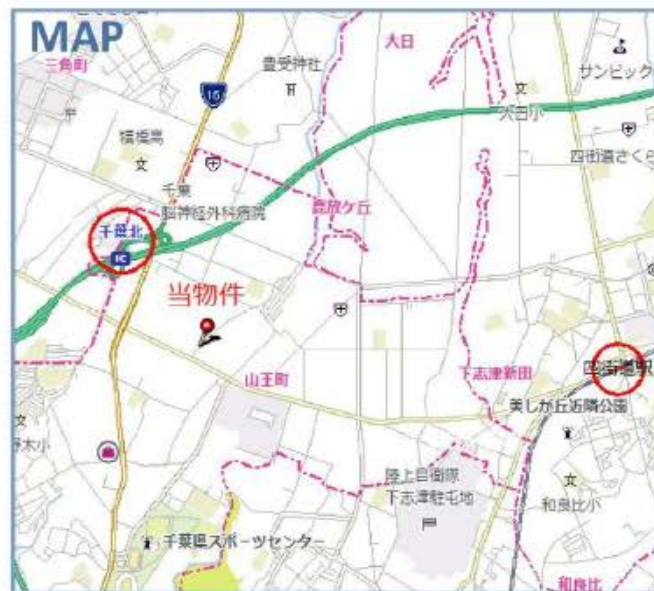 MAP
大日
三角町
豊受神社
サンピック
16
大日小
横橋高
四街道さくら
千葉
脳神経外科病院
鹿放ケ丘
千葉北
IC
当物件
山王町
下志津新田
四街道駅
美しが丘近隣公園
野木小
陸上自衛隊
下志津駐屯地
和良比小
千葉県スポーツセンター
和良比